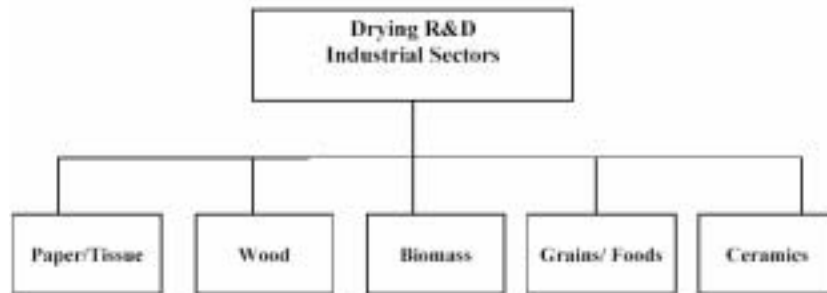 Drying R&D
Industrial Sectors
Paper/Tissue
Wood
Biomass
Grains/ Foods
Ceramics